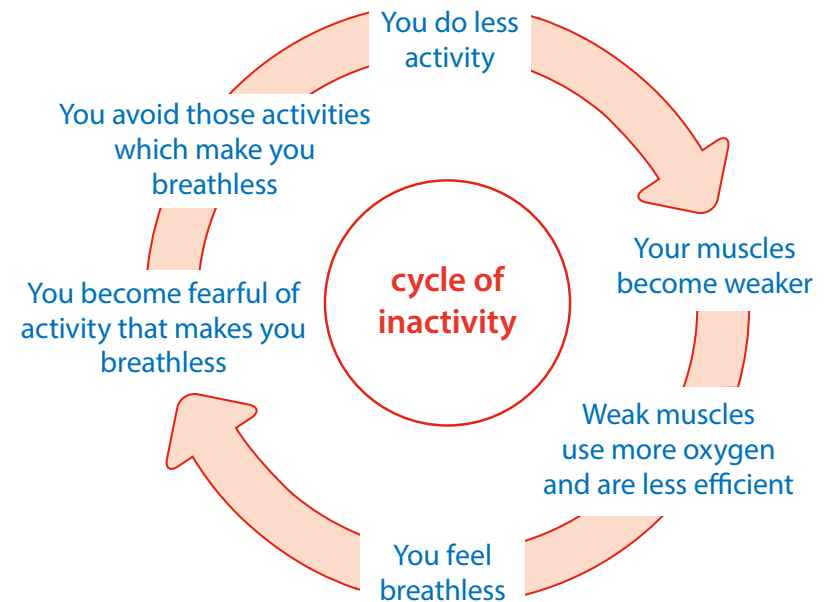 You do less
activity
Your muscles
become weaker
Weak muscles
use more oxygen
and are less efficient
You feel
breathless
You become fearful of
activity that makes you
breathless
You avoid those activities
which make you
breathless
cycle of
inactivity